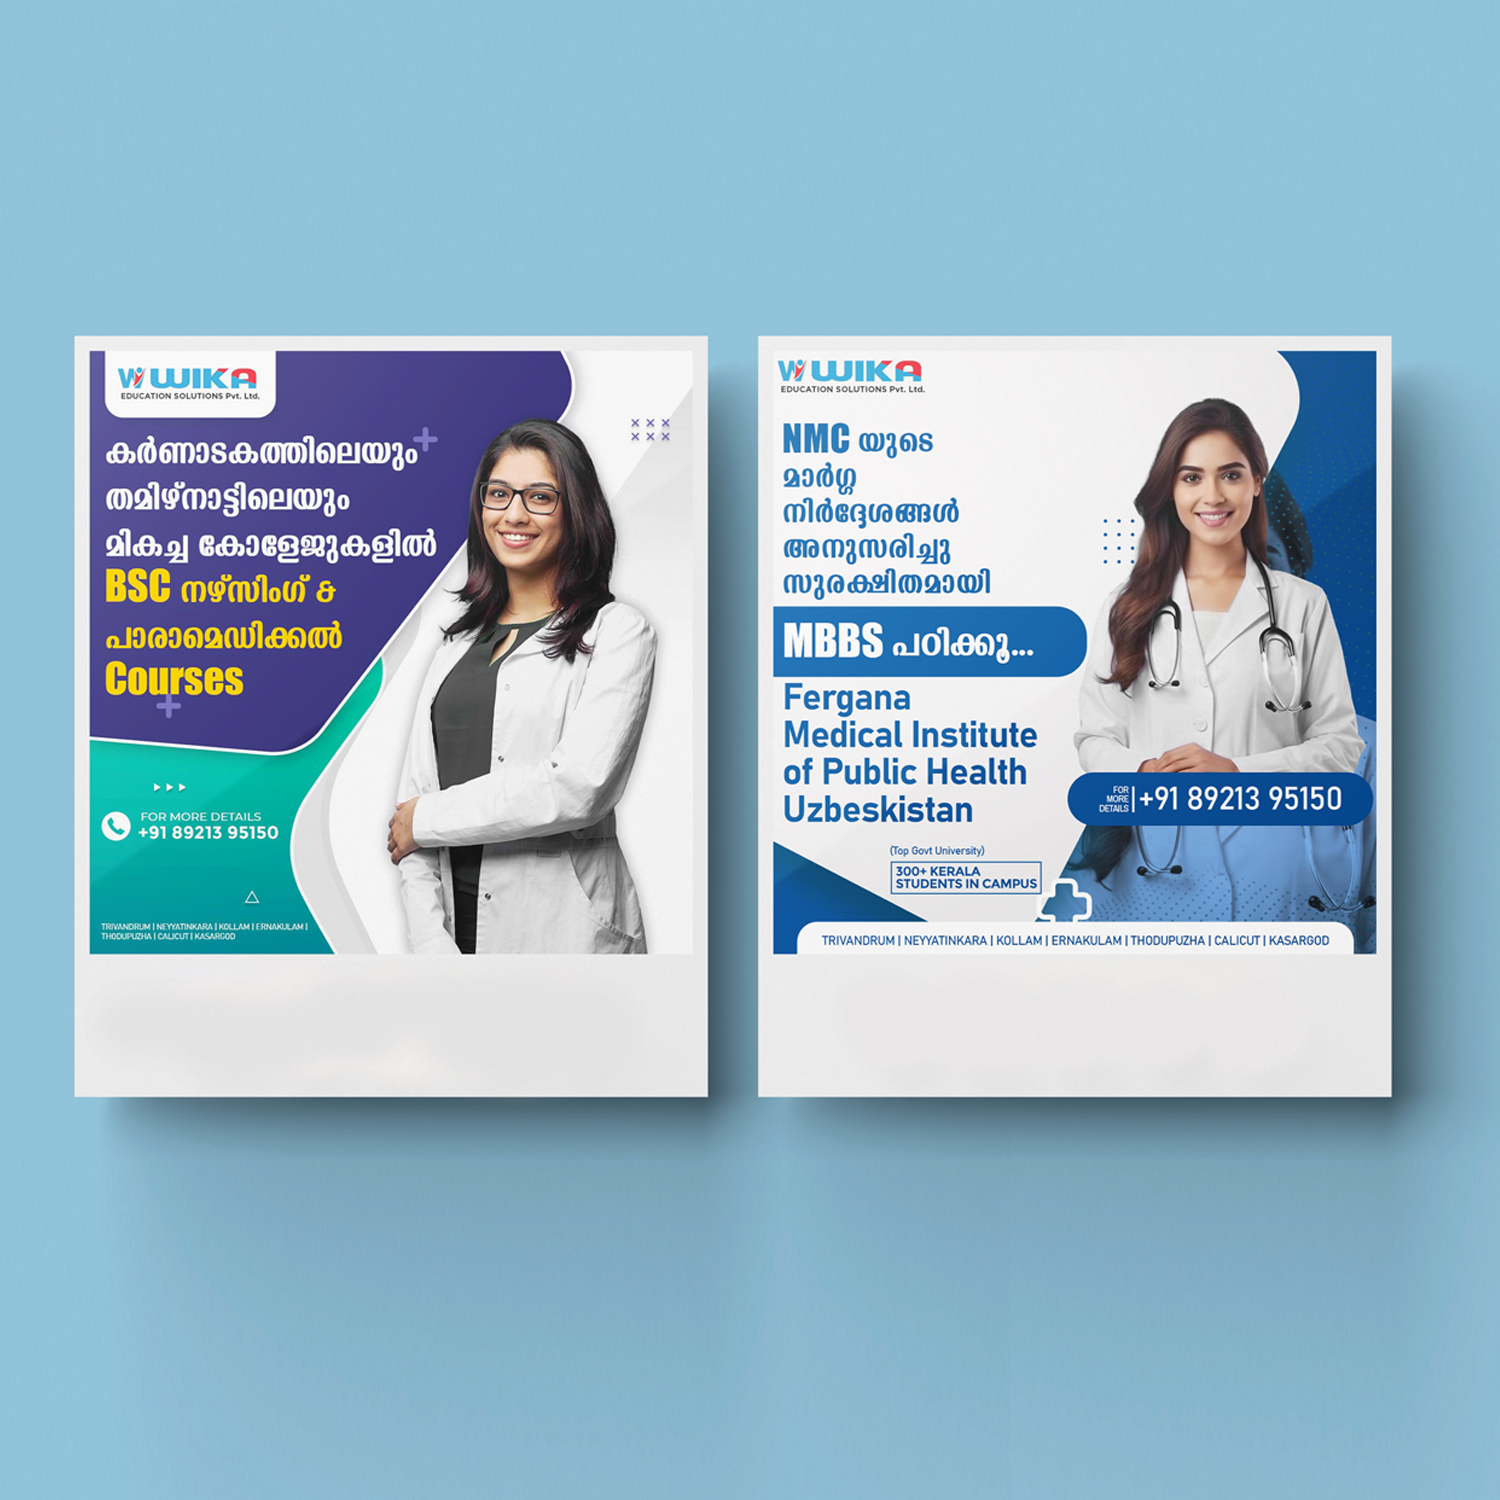 WIKA
EDUCATION SOLUTIONS Pvt. Ltd.
കർണാടകത്തിലെയും
തമിഴ്നാട്ടിലെയും
മികച്ച കോളേജുകളിൽ
BSC നഴ്സിംഗ് &
പാരാമെഡിക്കൽ
Courses
FOR MORE DETAILS
+91 89213 95150
TRIVANDRUM | NEYYATINKARA | KOLLAM | ERNAKULAM |
THODUPUZHA | CALICUT | KASARGOD
WIKA
EDUCATION SOLUTIONS Pvt. Ltd.
NMC യുടെ
മാർഗ്ഗ
നിർദ്ദേശങ്ങൾ
അനുസരിച്ചു
സുരക്ഷിതമായി
MBBS പഠിക്കൂ...
Fergana
Medical Institute
of Public Health
Uzbeskistan
FOR
MORE
DETAILS
+91 89213 95150
(Top Govt University)
300+ KERALA
STUDENTS IN CAMPUS
TRIVANDRUM | NEYYATINKARA | KOLLAM | ERNAKULAM | THODUPUZHA | CALICUT | KASARGOD